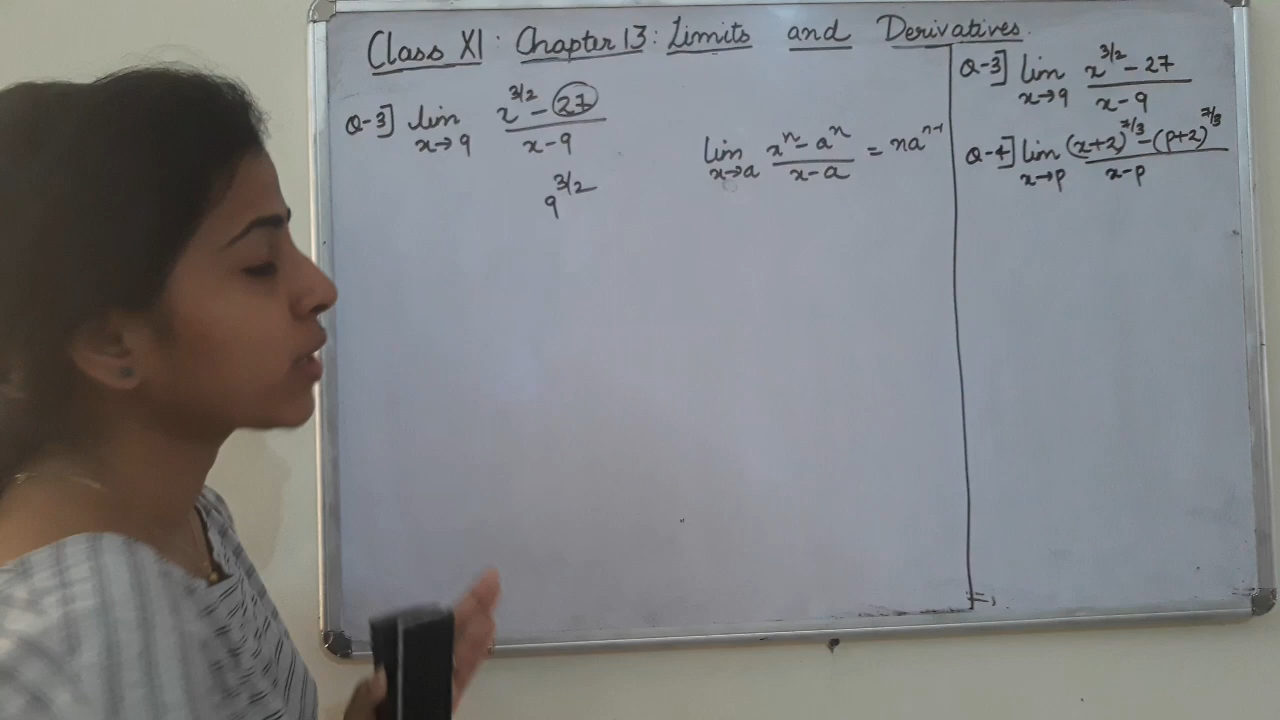 Class XI : Chapter 13 : Limits and Derivatives.
Q-3] lim x→9 (x^3/2 - 27)/(x-9)
9^3/2
lim x→a (x^n - a^n)/(x-a) = na^n-1
Q-3] lim x→9 (x^3/2 - 27)/(x-9)
Q-4] lim x→p ((x+2)^7/3 - (p+2)^7/3)/(x-p)